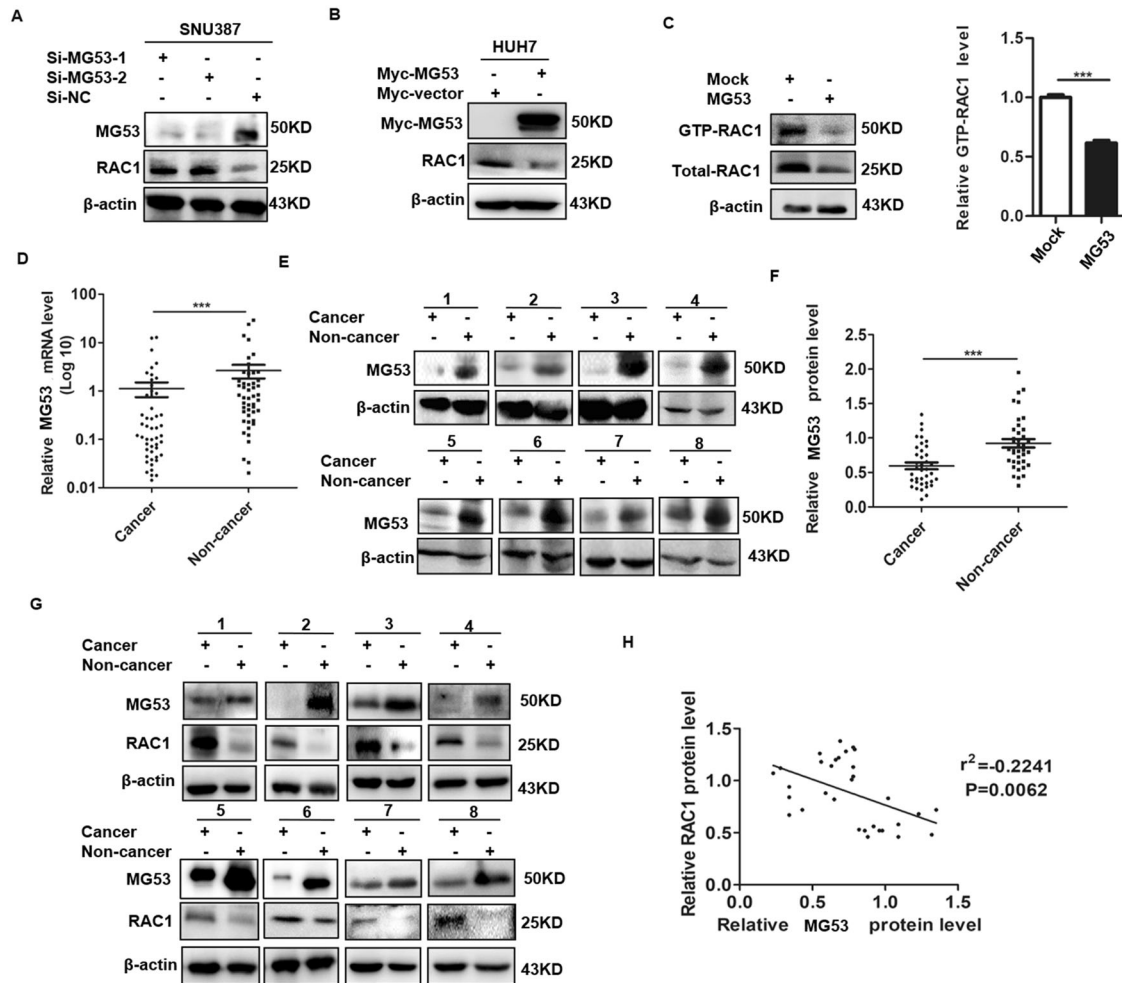 A
SNU387
Si-MG53-1 + - -
Si-MG53-2 - + -
Si-NC - - +
MG53 50KD
RAC1 25KD
β-actin 43KD
B
HUH7
Myc-MG53 - +
Myc-vector + -
Myc-MG53 50KD
RAC1 25KD
β-actin 43KD
C
Mock + -
MG53 - +
GTP-RAC1 50KD
Total-RAC1 25KD
β-actin 43KD
Relative GTP-RAC1 level
***
1.5
1.0
0.5
0.0
Mock MG53
D
Relative MG53 mRNA level
(Log 10)
***
100
10
1
0.1
0.01
Cancer Non-cancer
E
1 2 3 4
Cancer + - + - + - + -
Non-cancer - + - + - + - +
MG53 50KD
β-actin 43KD
5 6 7 8
Cancer + - + - + - + -
Non-cancer - + - + - + - +
MG53 50KD
β-actin 43KD
F
Relative MG53 protein level
***
2.5
2.0
1.5
1.0
0.5
0.0
Cancer Non-cancer
G
1 2 3 4
Cancer + - + - + - + -
Non-cancer - + - + - + - +
MG53 50KD
RAC1 25KD
β-actin 43KD
5 6 7 8
Cancer + - + - + - + -
Non-cancer - + - + - + - +
MG53 50KD
RAC1 25KD
β-actin 43KD
H
Relative RAC1 protein level
1.5
1.0
0.5
0.0
0.0 0.5 1.0 1.5
Relative MG53 protein level
r²=-0.2241
P=0.0062